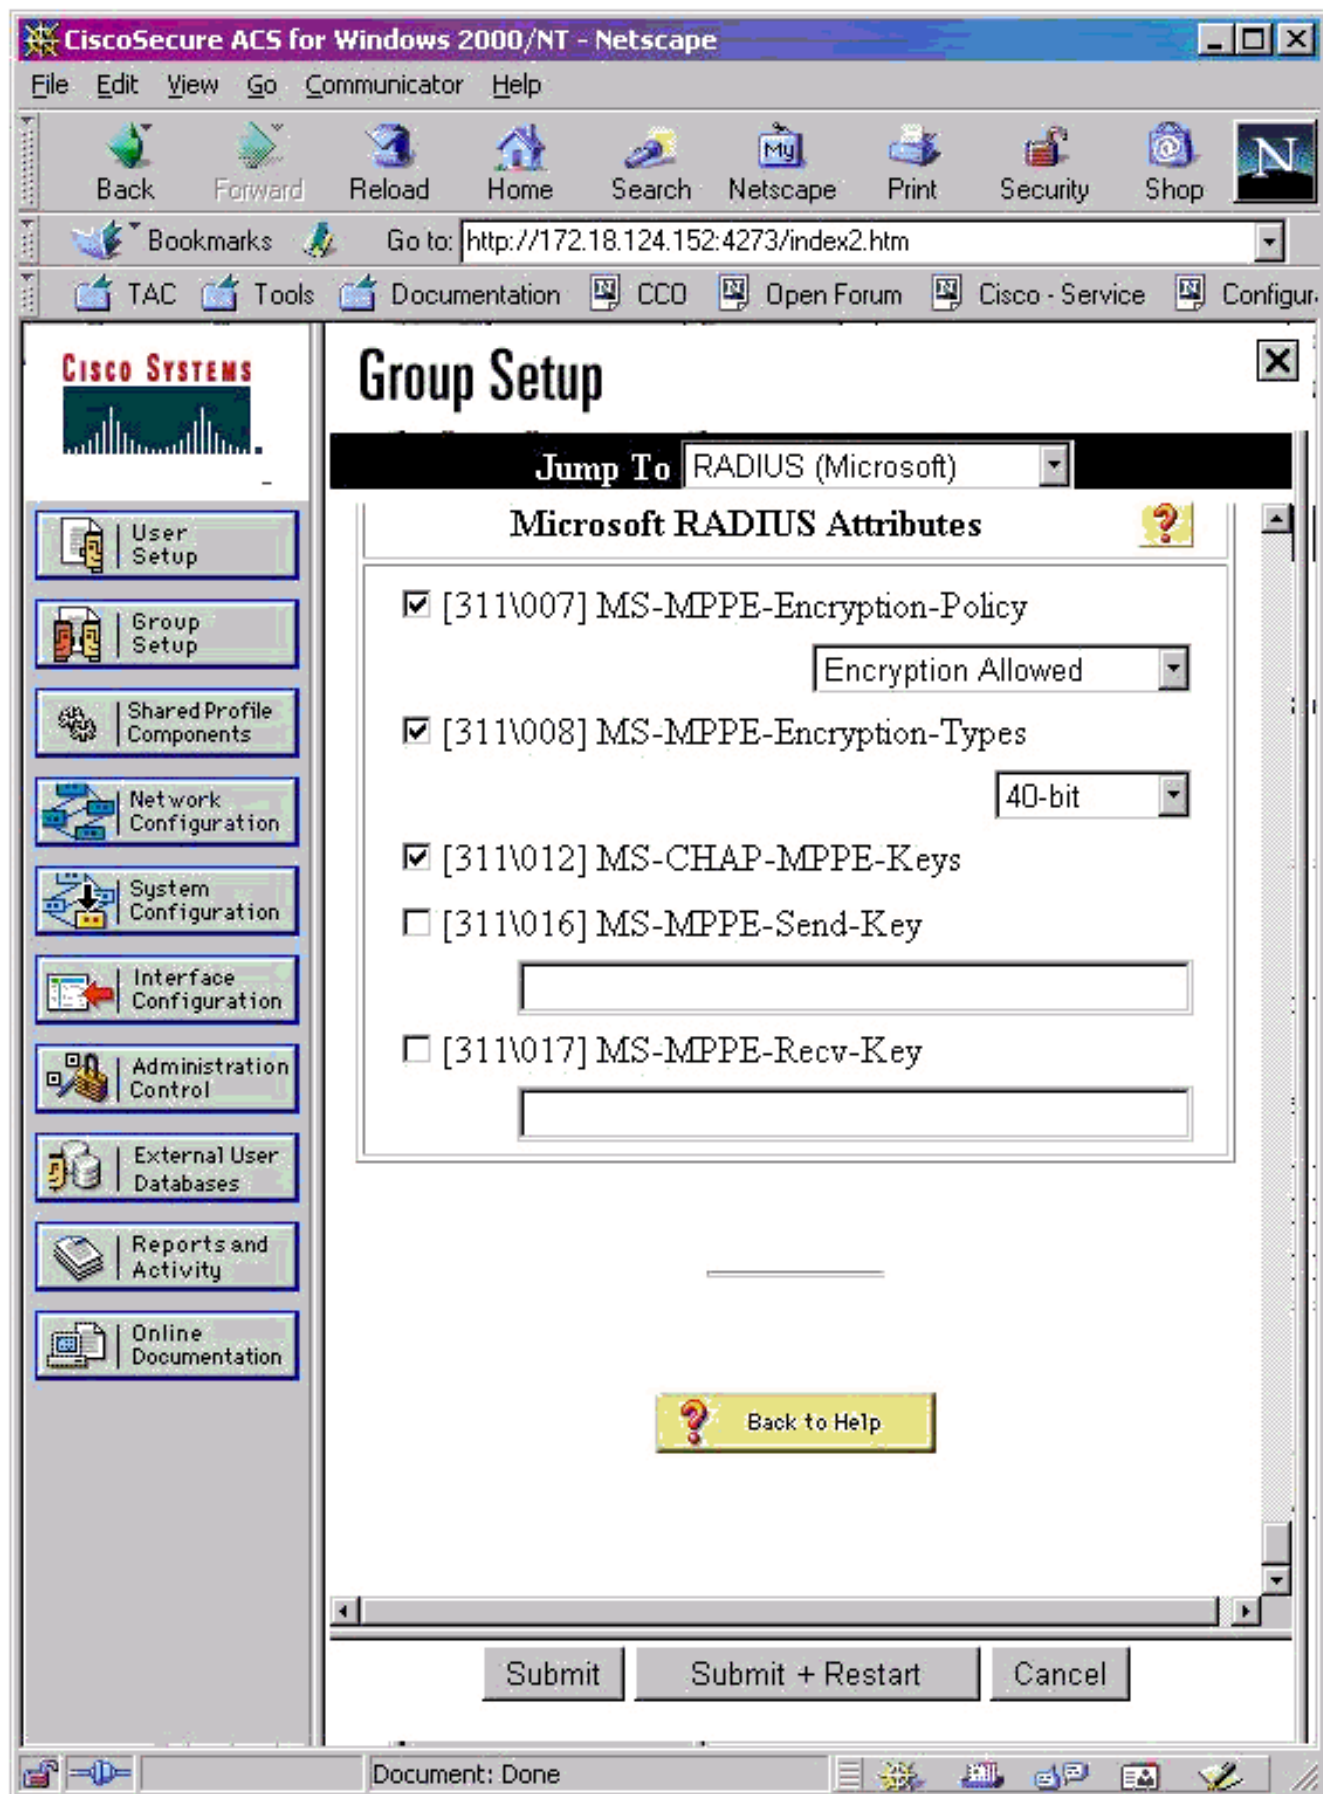 CiscoSecure ACS for Windows 2000/NT - Netscape
File Edit View Go Communicator Help
Back Forward Reload Home Search Netscape Print Security Shop
My
N
Bookmarks Go to: http://172.18.124.152:4273/index2.htm
TAC Tools Documentation CCO Open Forum Cisco - Service Configur
CISCO SYSTEMS
Group Setup
Jump To RADIUS (Microsoft)
User
Setup
Group
Setup
Shared Profile
Components
Network
Configuration
System
Configuration
Interface
Configuration
Administration
Control
External User
Databases
Reports and
Activity
Online
Documentation
Microsoft RADIUS Attributes
[311\007] MS-MPPE-Encryption-Policy
Encryption Allowed
[311\008] MS-MPPE-Encryption-Types
40-bit
[311\012] MS-CHAP-MPPE-Keys
[311\016] MS-MPPE-Send-Key
[311\017] MS-MPPE-Recv-Key
Back to Help
Submit Submit + Restart Cancel
Document: Done